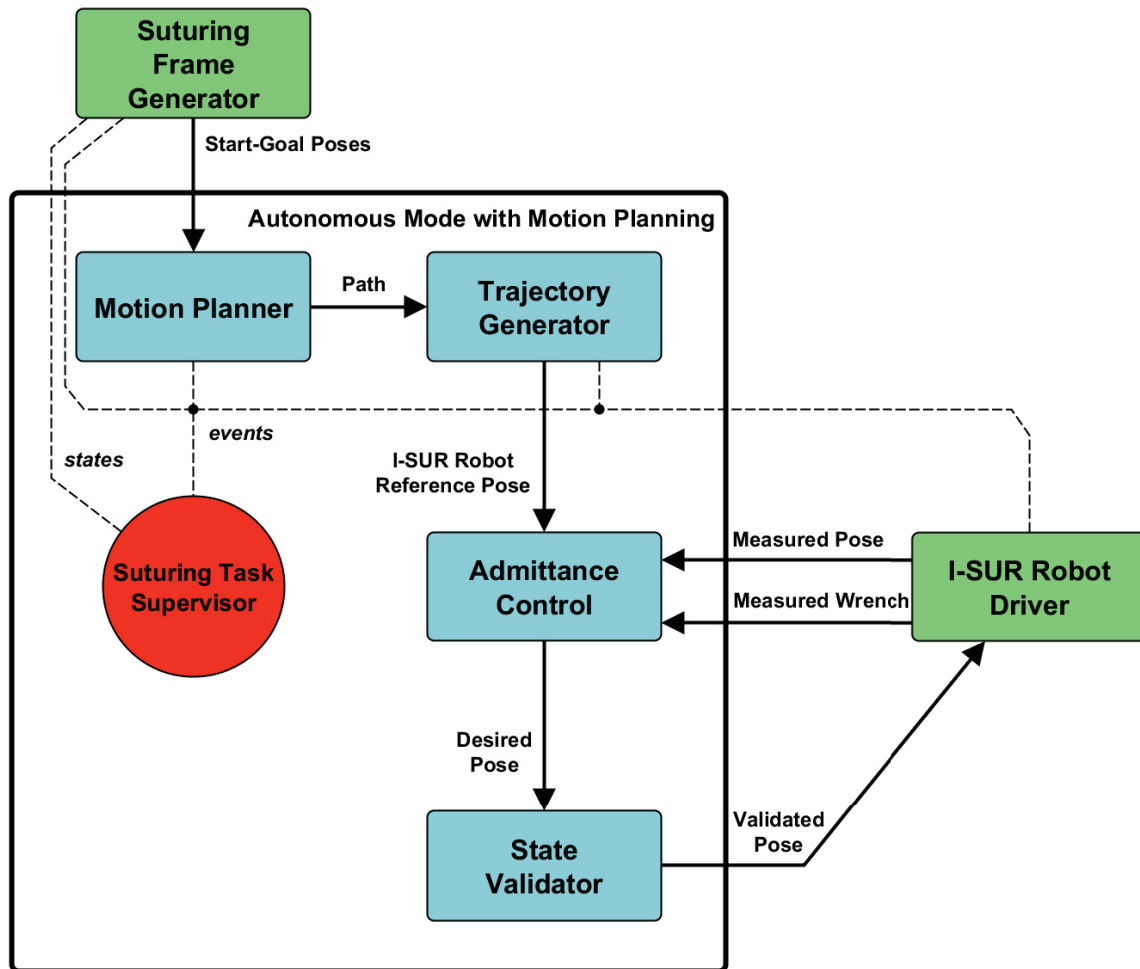 Suturing
Frame
Generator
Start-Goal Poses
Autonomous Mode with Motion Planning
Motion Planner
Path
Trajectory
Generator
events
states
I-SUR Robot
Reference Pose
Suturing Task
Supervisor
Admittance
Control
Measured Pose
Measured Wrench
I-SUR Robot
Driver
Desired
Pose
State
Validator
Validated
Pose